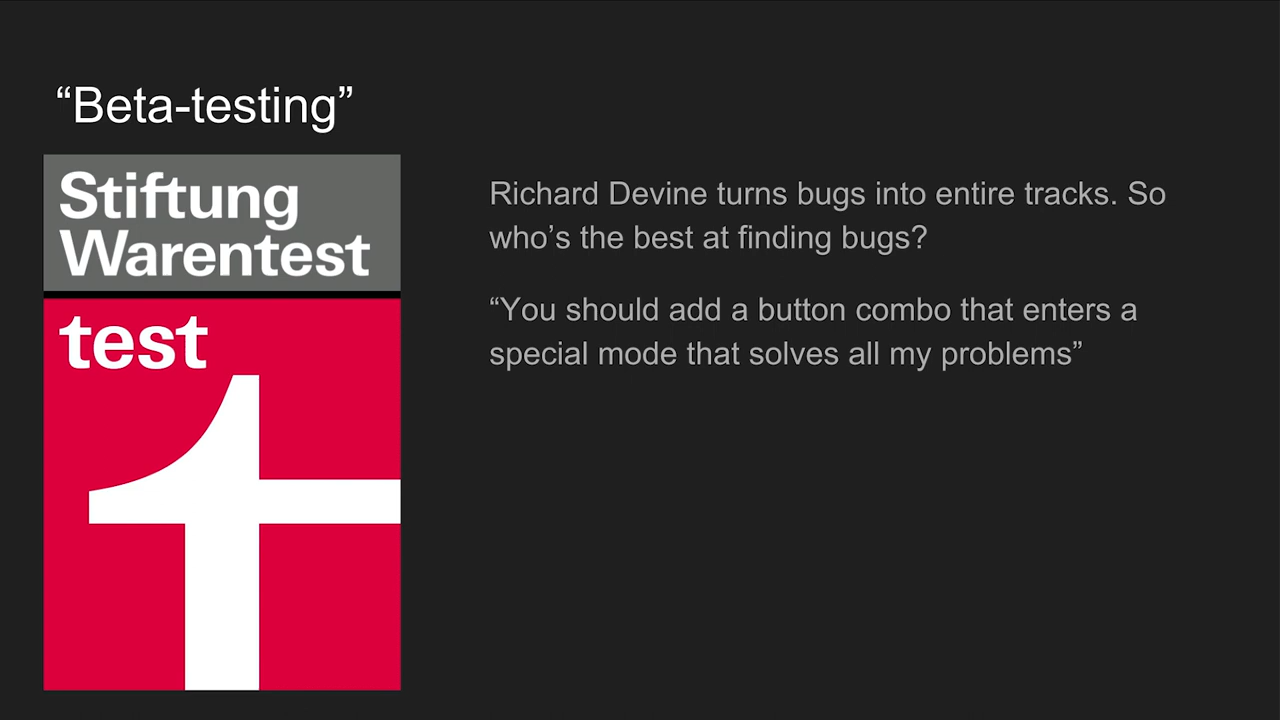 “Beta-testing”
Stiftung
Warentest
test
Richard Devine turns bugs into entire tracks. So
who’s the best at finding bugs?
“You should add a button combo that enters a
special mode that solves all my problems”